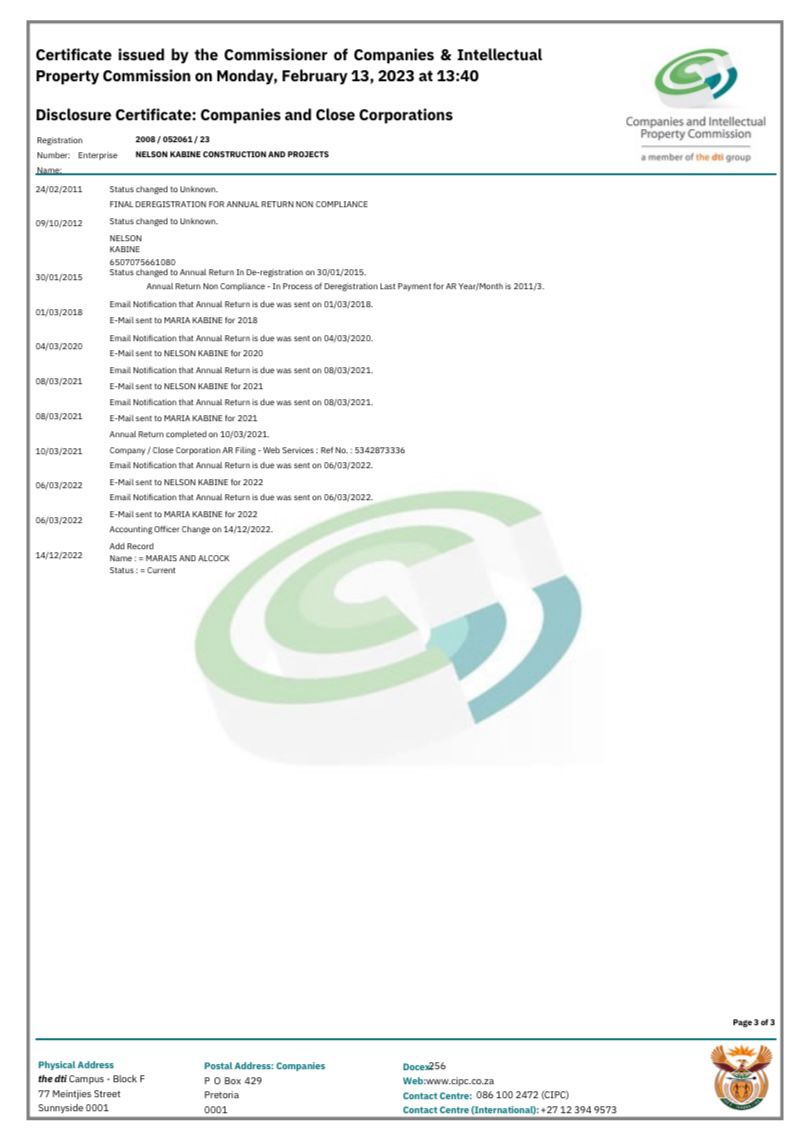 Certificate issued by the Commissioner of Companies & Intellectual
Property Commission on Monday, February 13, 2023 at 13:40
Disclosure Certificate: Companies and Close Corporations
Companies and Intellectual
Property Commission
a member of the dti group
Registration 2008 / 052061 / 23
Number: Enterprise NELSON KABINE CONSTRUCTION AND PROJECTS
Name:
24/02/2011 Status changed to Unknown.
FINAL DEREGISTRATION FOR ANNUAL RETURN NON COMPLIANCE
09/10/2012 Status changed to Unknown.
NELSON
KABINE
6507075661080
30/01/2015 Status changed to Annual Return In De-registration on 30/01/2015.
Annual Return Non Compliance - In Process of Deregistration Last Payment for AR Year/Month is 2011/3.
01/03/2018 Email Notification that Annual Return is due was sent on 01/03/2018.
E-Mail sent to MARIA KABINE for 2018
04/03/2020 Email Notification that Annual Return is due was sent on 04/03/2020.
E-Mail sent to NELSON KABINE for 2020
Email Notification that Annual Return is due was sent on 08/03/2021.
08/03/2021 E-Mail sent to NELSON KABINE for 2021
Email Notification that Annual Return is due was sent on 08/03/2021.
08/03/2021 E-Mail sent to MARIA KABINE for 2021
Annual Return completed on 10/03/2021.
10/03/2021 Company / Close Corporation AR Filing - Web Services : Ref No. : 5342873336
Email Notification that Annual Return is due was sent on 06/03/2022.
06/03/2022 E-Mail sent to NELSON KABINE for 2022
Email Notification that Annual Return is due was sent on 06/03/2022.
06/03/2022 E-Mail sent to MARIA KABINE for 2022
Accounting Officer Change on 14/12/2022.
14/12/2022 Add Record
Name : = MARAIS AND ALCOCK
Status : = Current
Page 3 of 3
Physical Address
the dti Campus - Block F
77 Meintjies Street
Sunnyside 0001
Postal Address: Companies
P O Box 429
Pretoria
0001
Docex 256
Web: www.cipc.co.za
Contact Centre: 086 100 2472 (CIPC)
Contact Centre (International): +27 12 394 9573